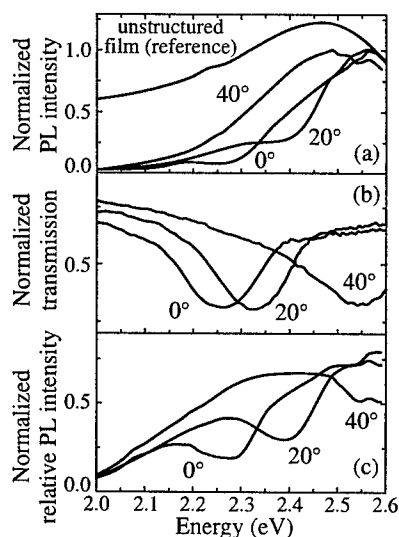 unstructured
film (reference)
Normalized
PL intensity
1.0
0.5
0.0
40°
20°
0°
(a)
Normalized
transmission
0.5
(b)
0°
20°
40°
Normalized
relative PL intensity
0.5
0.0
0°
20°
40°
(c)
2.0 2.1 2.2 2.3 2.4 2.5 2.6
Energy (eV)